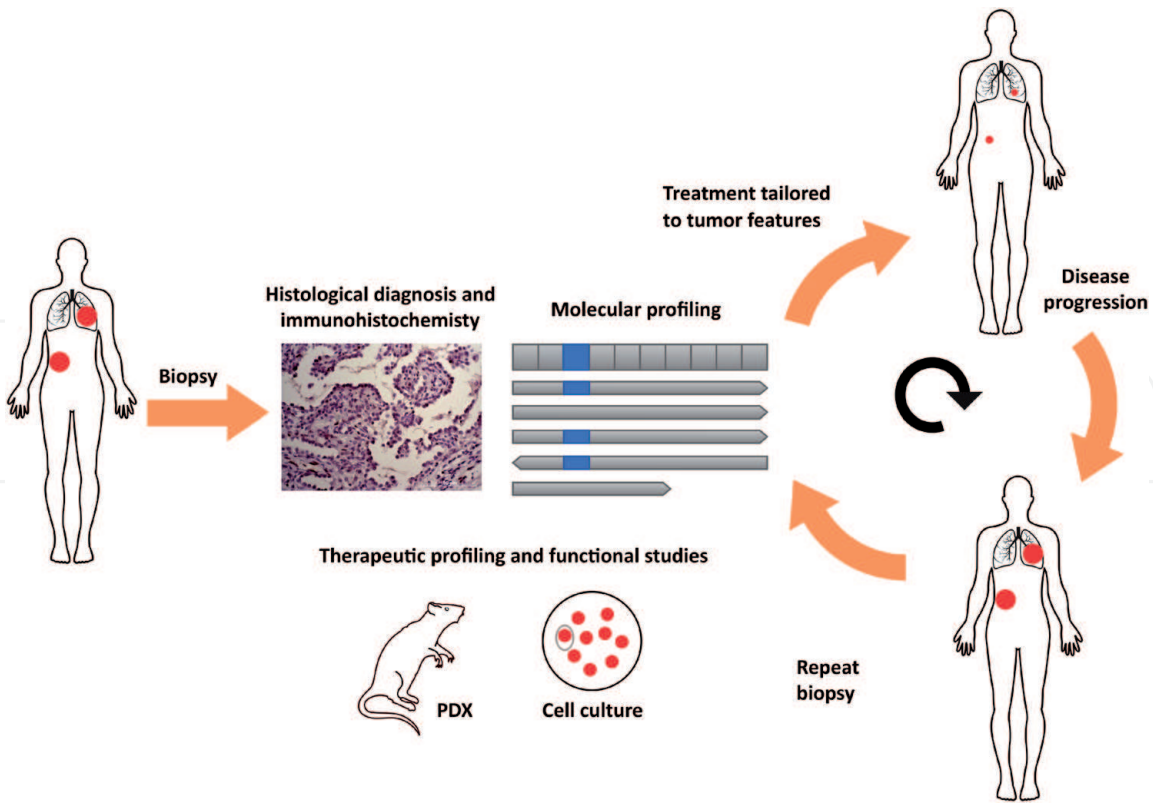 Biopsy
Histological diagnosis and
immunohistochemisty
Molecular profiling
Therapeutic profiling and functional studies
PDX
Cell culture
Treatment tailored
to tumor features
Disease
progression
Repeat
biopsy